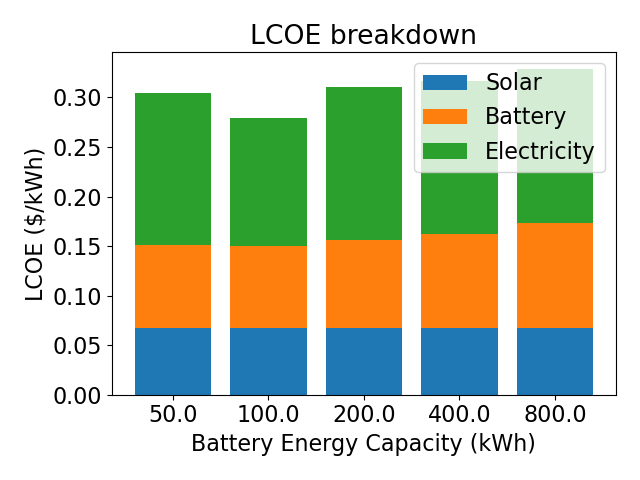 LCOE breakdown
LCOE ($/kWh)
0.30
0.25
0.20
0.15
0.10
0.05
0.00
Solar
Battery
Electricity
50.0 100.0 200.0 400.0 800.0
Battery Energy Capacity (kWh)